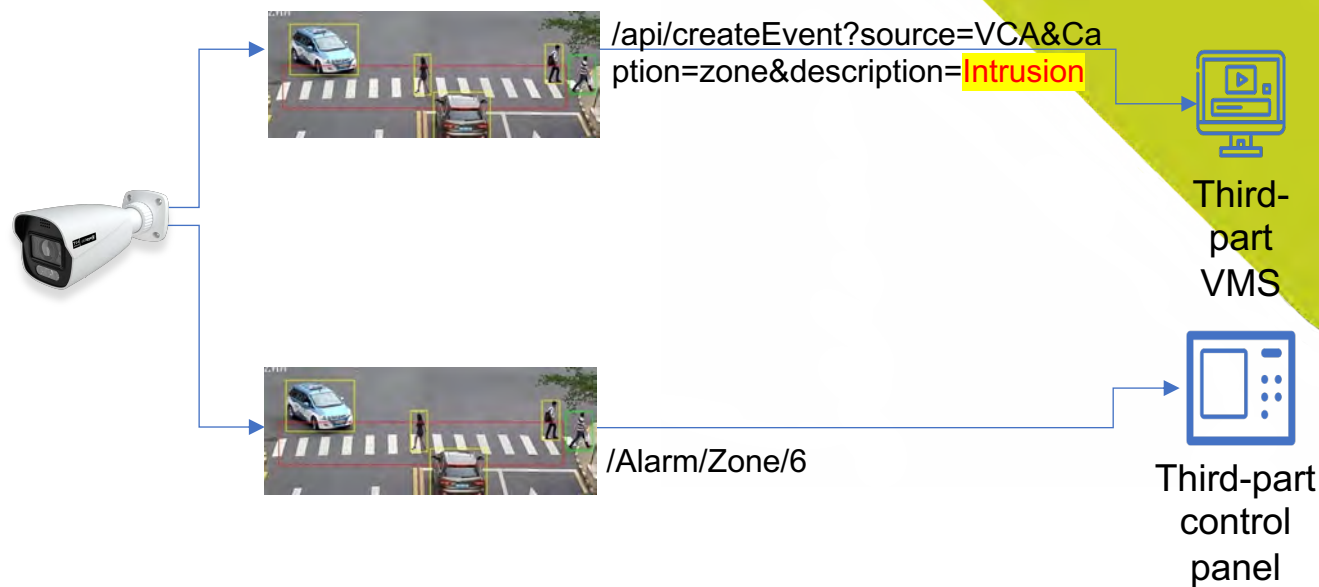 /api/createEvent?source=VCA&Ca
ption=zone&description=Intrusion
Third-
part
VMS
/Alarm/Zone/6
Third-part
control
panel